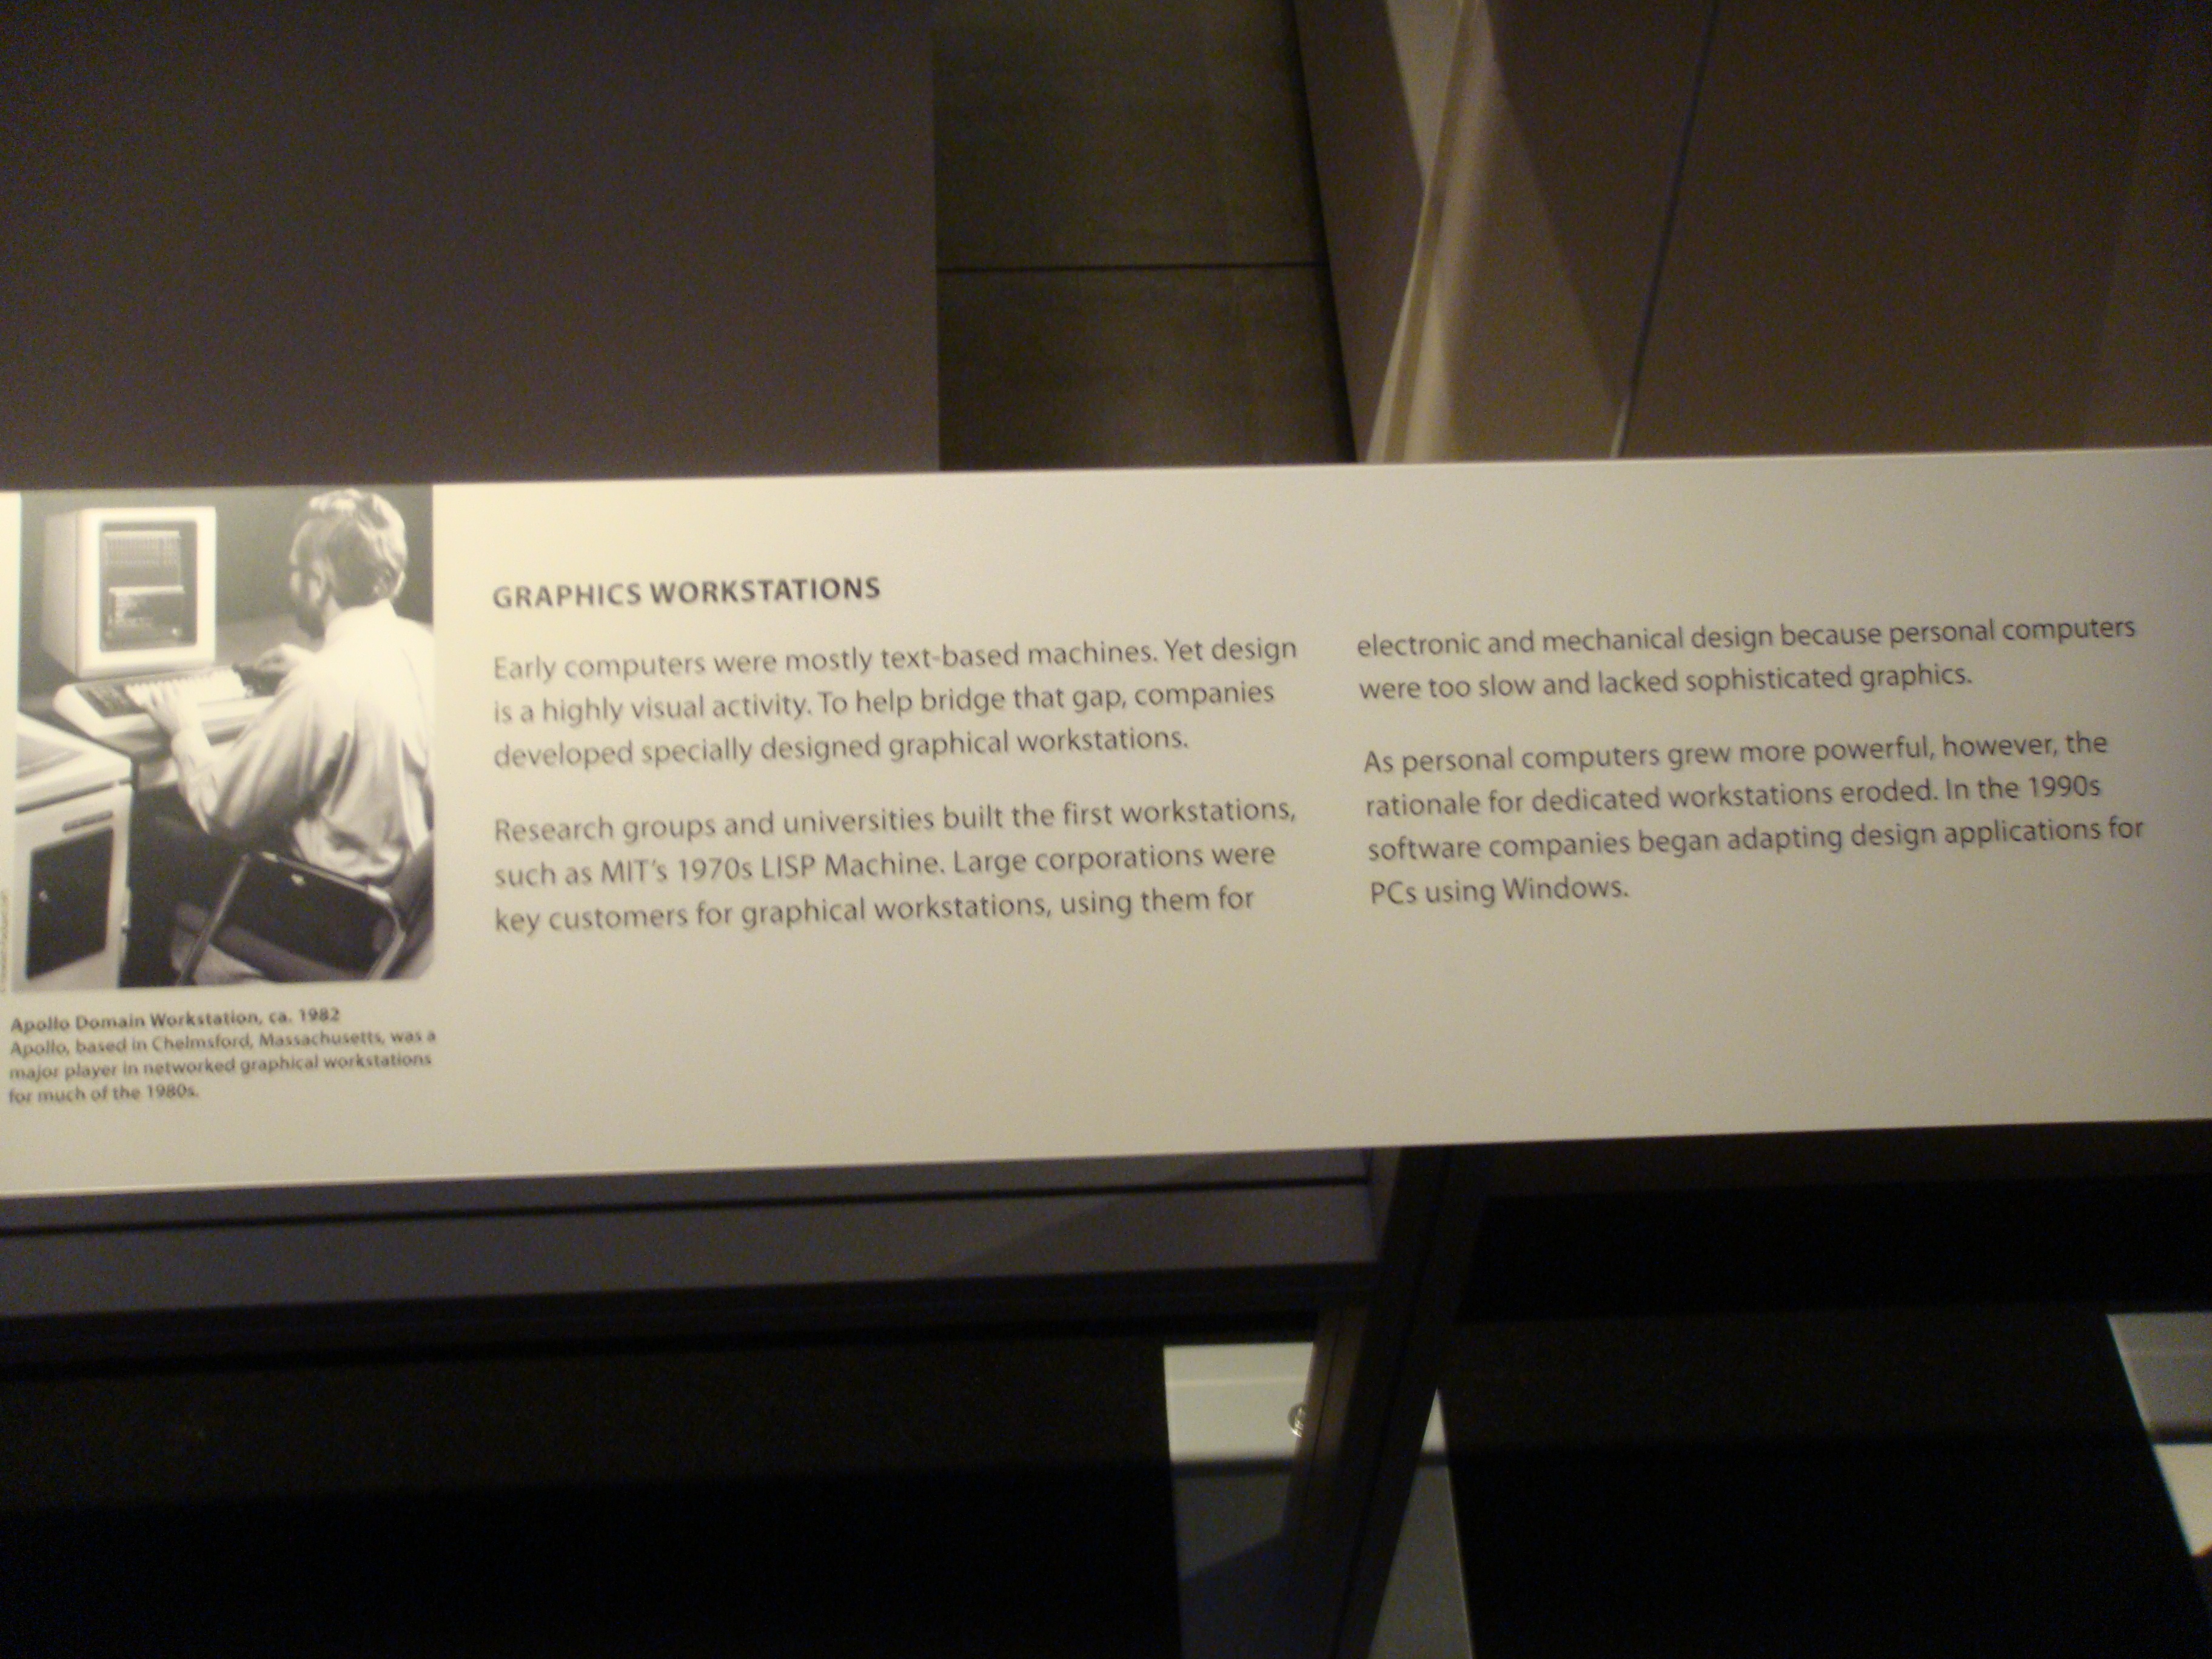 GRAPHICS WORKSTATIONS
Early computers were mostly text-based machines. Yet design
is a highly visual activity. To help bridge that gap, companies
developed specially designed graphical workstations.
Research groups and universities built the first workstations,
such as MIT's 1970s LISP Machine. Large corporations were
key customers for graphical workstations, using them for
electronic and mechanical design because personal computers
were too slow and lacked sophisticated graphics.
As personal computers grew more powerful, however, the
rationale for dedicated workstations eroded. In the 1990s
software companies began adapting design applications for
PCs using Windows.
Apollo Domain Workstation, ca. 1982
Apollo, based in Chelmsford, Massachusetts, was a
major player in networked graphical workstations
for much of the 1980s.